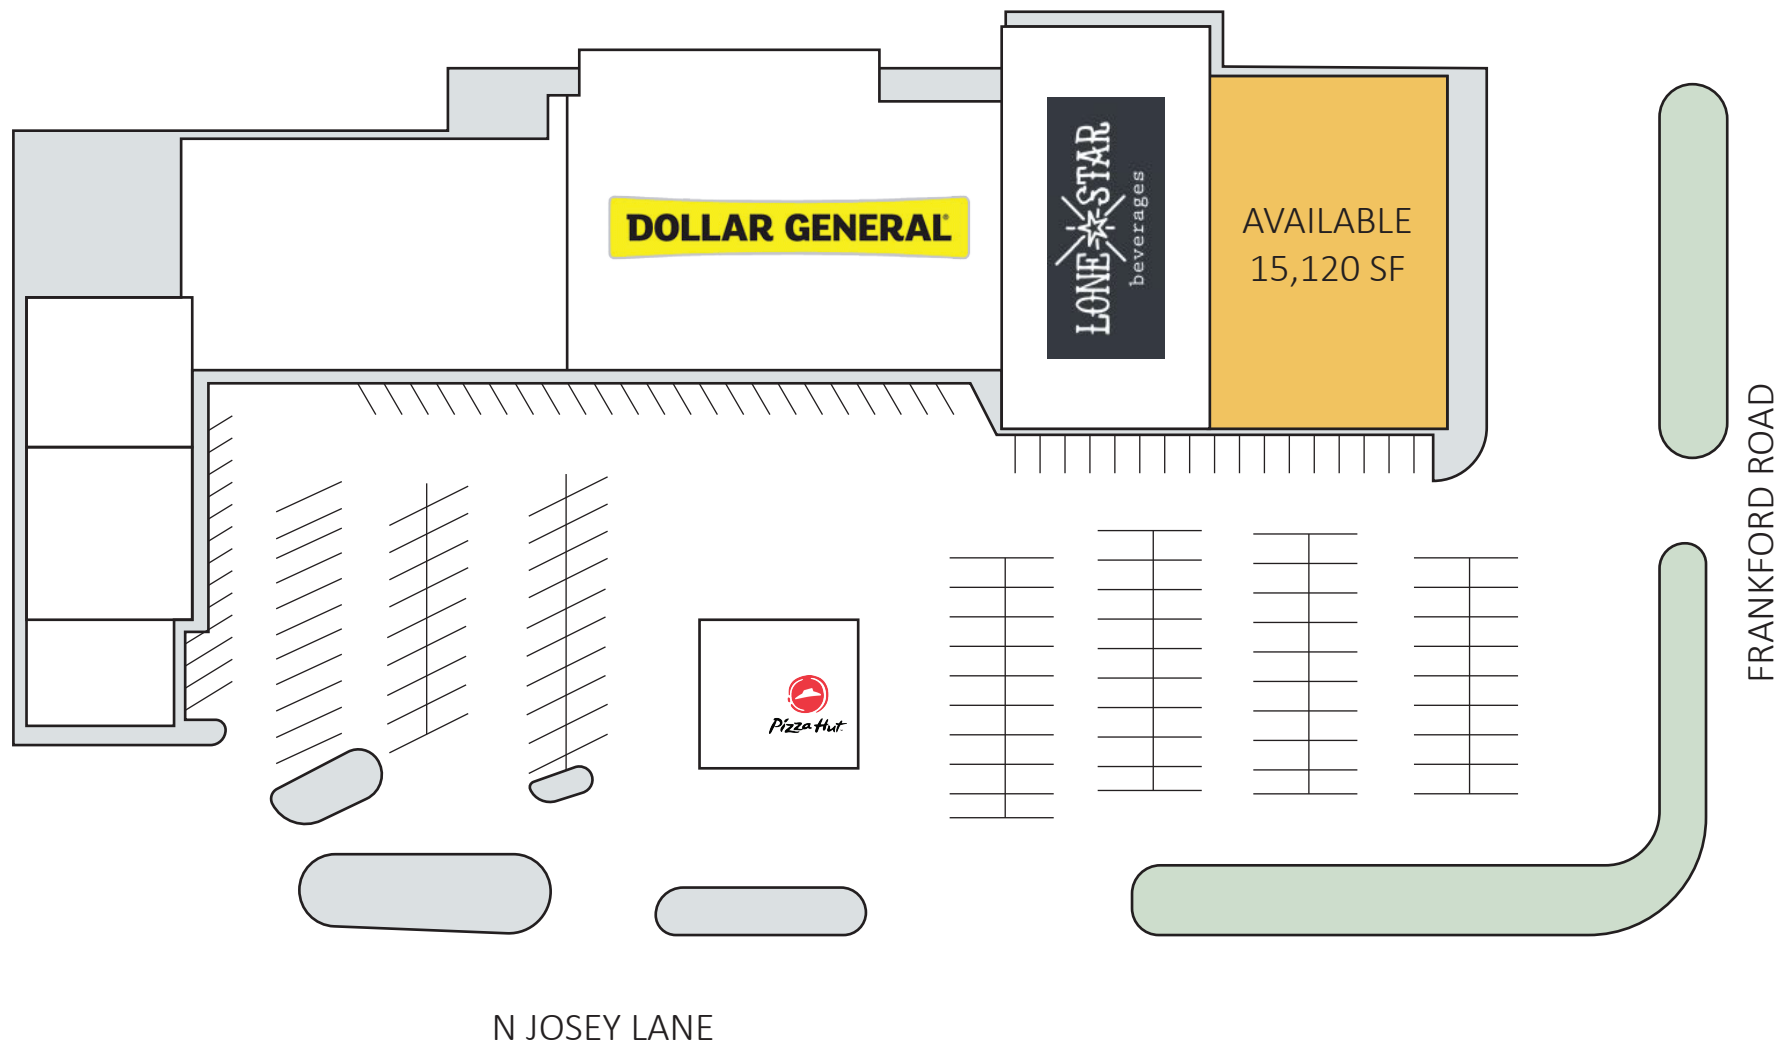 DOLLAR GENERAL®
LONE STAR
beverages
AVAILABLE
15,120 SF
Pizza Hut
FRANKFORD ROAD
N JOSEY LANE